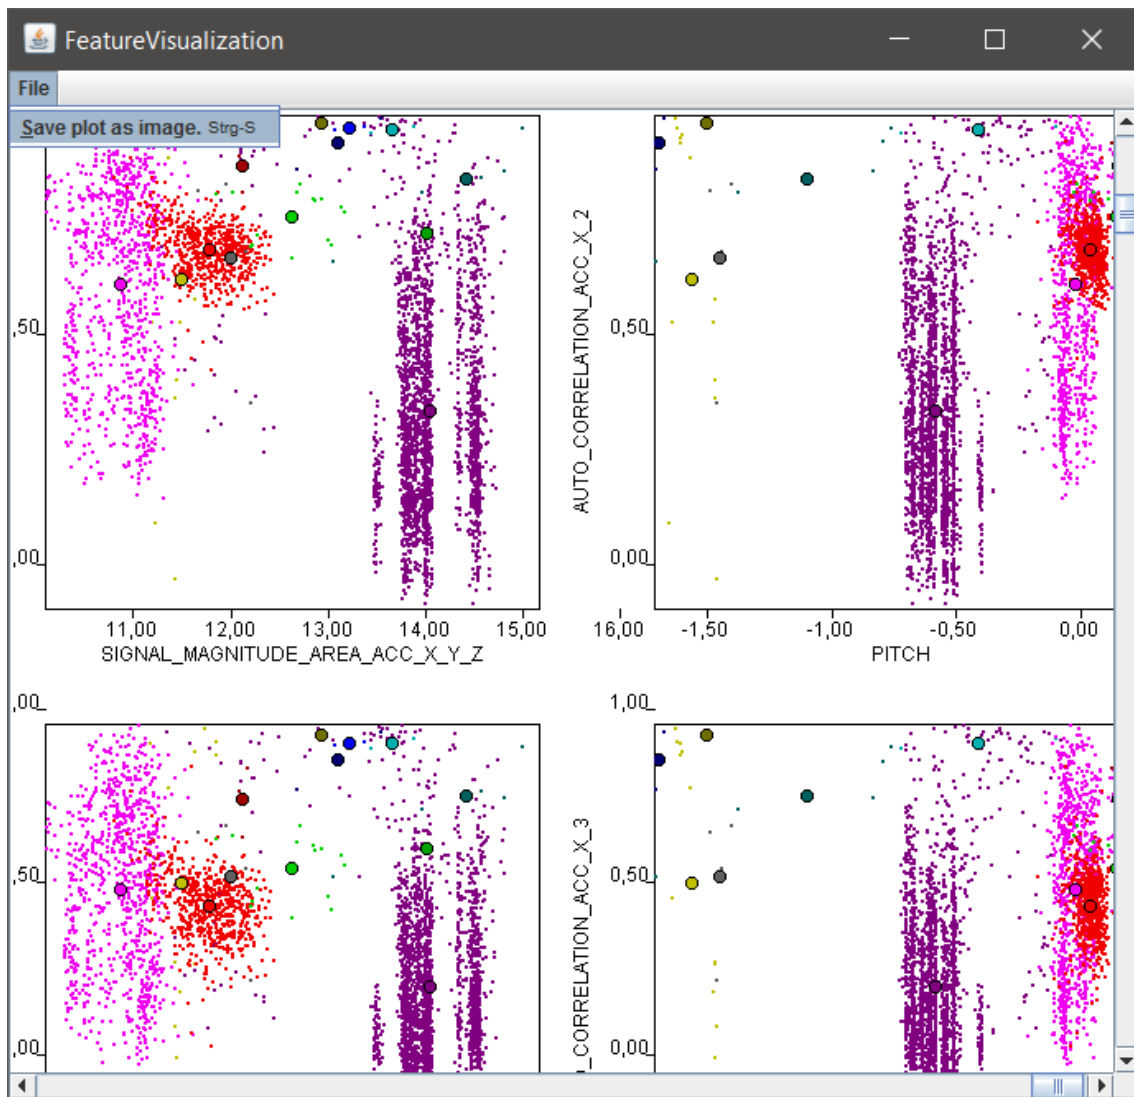 FeatureVisualization
File
Save plot as image. Strg-S
,50
,00
11,00 12,00 13,00 14,00 15,00 16,00
SIGNAL_MAGNITUDE_AREA_ACC_X_Y_Z
AUTO_CORRELATION_ACC_X_2
0,50
0,00
-1,50 -1,00 -0,50 0,00
PITCH
,00
,50
,00
1,00
_CORRELATION_ACC_X_3
0,50
0,00